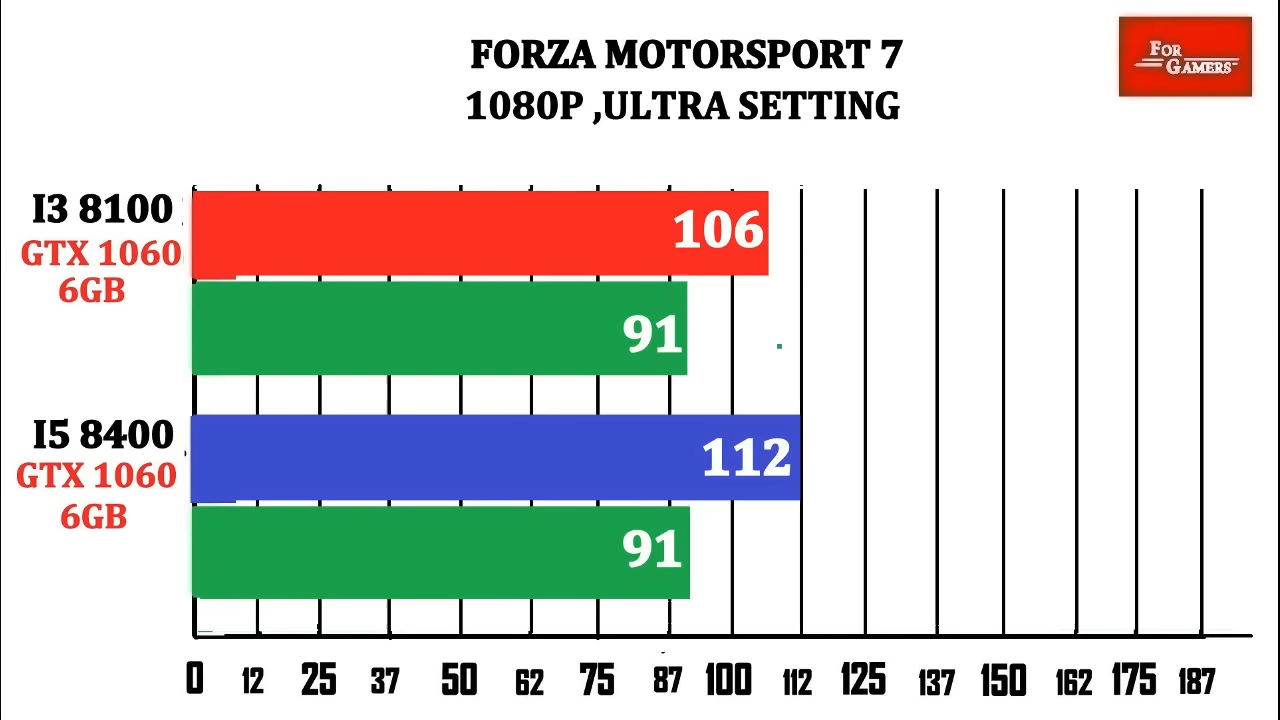 FORZA MOTORSPORT 7
1080P ,ULTRA SETTING
FOR
GAMERS
I3 8100
GTX 1060
6GB
106
91
I5 8400
GTX 1060
6GB
112
91
0 12 25 37 50 62 75 87 100 112 125 137 150 162 175 187